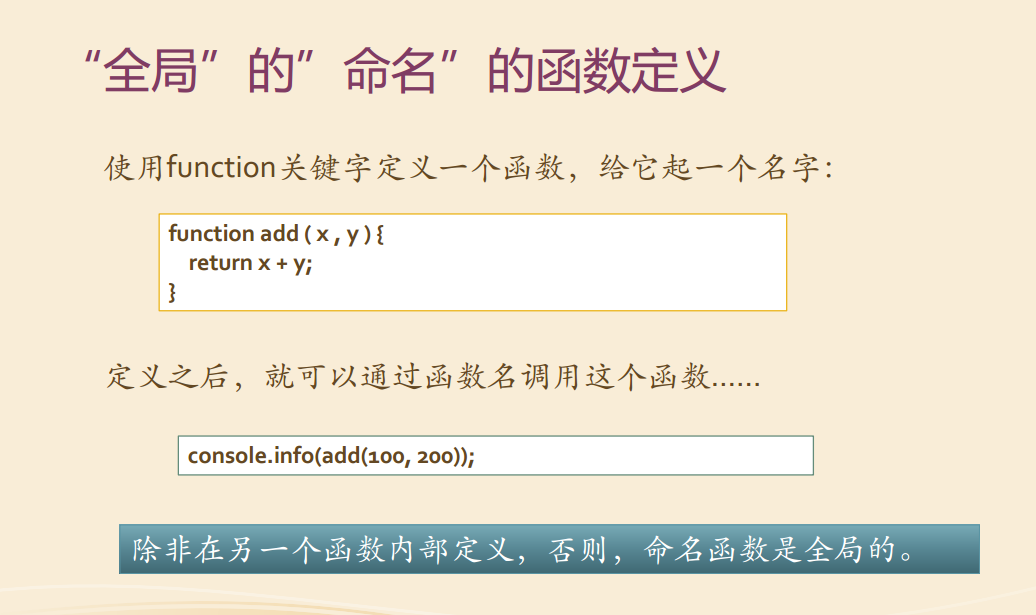 “全局”的”命名”的函数定义
使用function关键字定义一个函数，给它起一个名字：
function add ( x , y ) {
return x + y;
}
定义之后，就可以通过函数名调用这个函数……
console.info(add(100, 200));
除非在另一个函数内部定义，否则，命名函数是全局的。